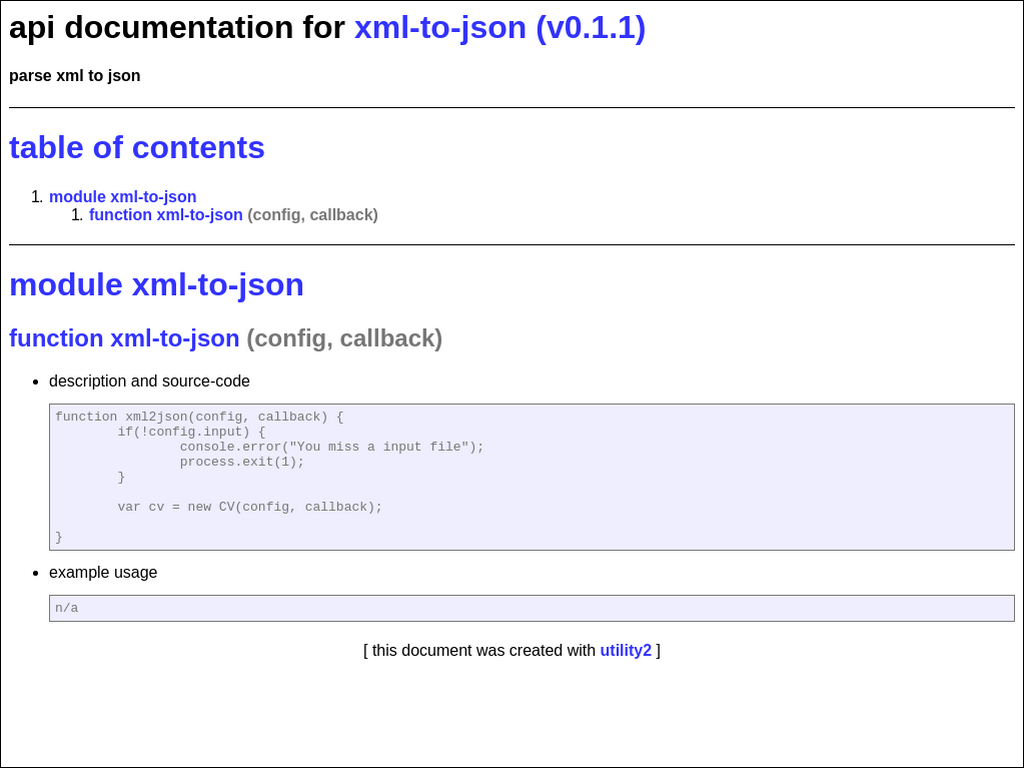 api documentation for xml-to-json (v0.1.1)
parse xml to json
table of contents
1. module xml-to-json
1. function xml-to-json (config, callback)
module xml-to-json
function xml-to-json (config, callback)
• description and source-code
function xml2json(config, callback) {
        if(!config.input) {
                console.error("You miss a input file");
                process.exit(1);
        }
        var cv = new CV(config, callback);
}
• example usage
n/a
[ this document was created with utility2 ]